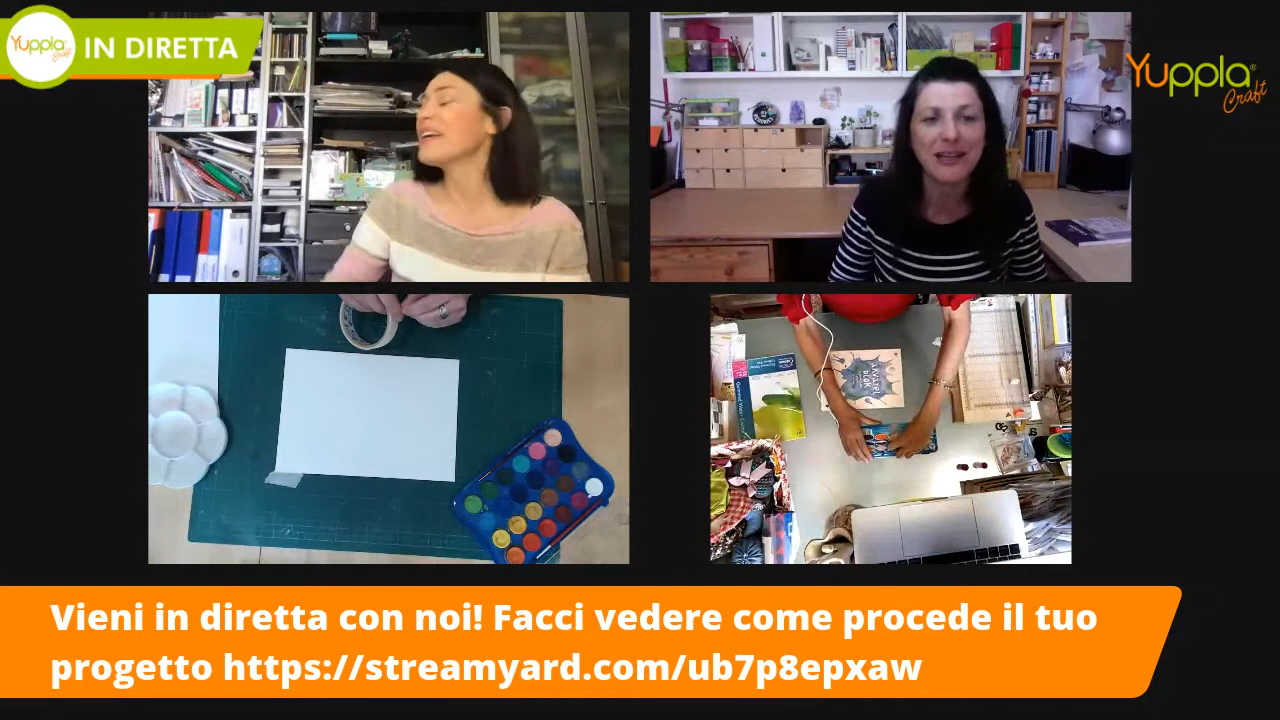 Yuppla Craft
IN DIRETTA
Yuppla® Craft
Vieni in diretta con noi! Facci vedere come procede il tuo
progetto https://streamyard.com/ub7p8epxaw